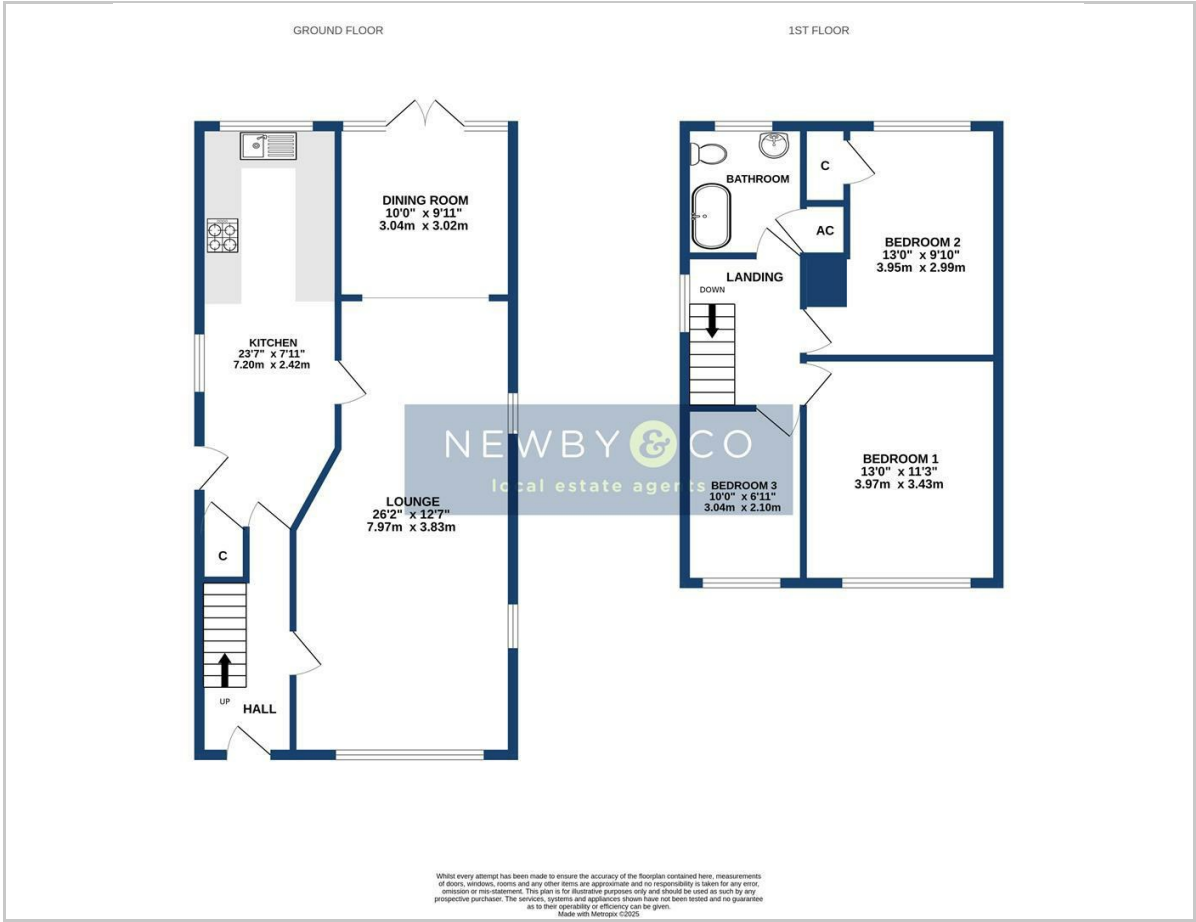 GROUND FLOOR
1ST FLOOR
DINING ROOM
10'0" x 9'11"
3.04m x 3.02m
KITCHEN
23'7" x 7'11"
7.20m x 2.42m
LOUNGE
26'2" x 12'7"
7.97m x 3.83m
C
UP
HALL
BATHROOM
C
AC
BEDROOM 2
13'0" x 9'10"
3.95m x 2.99m
LANDING
DOWN
BEDROOM 1
13'0" x 11'3"
3.97m x 3.43m
BEDROOM 3
10'0" x 6'11"
3.04m x 2.10m
NEWBY & CO
local estate agents
Whilst every attempt has been made to ensure the accuracy of the floorplan contained here, measurements
of doors, windows, rooms and any other items are approximate and no responsibility is taken for any error,
omission or mis-statement. This plan is for illustrative purposes only and should be used as such by any
prospective purchaser. The services, systems and appliances shown have not been tested and no guarantee
as to their operability or efficiency can be given.
Made with Metropix ©2025